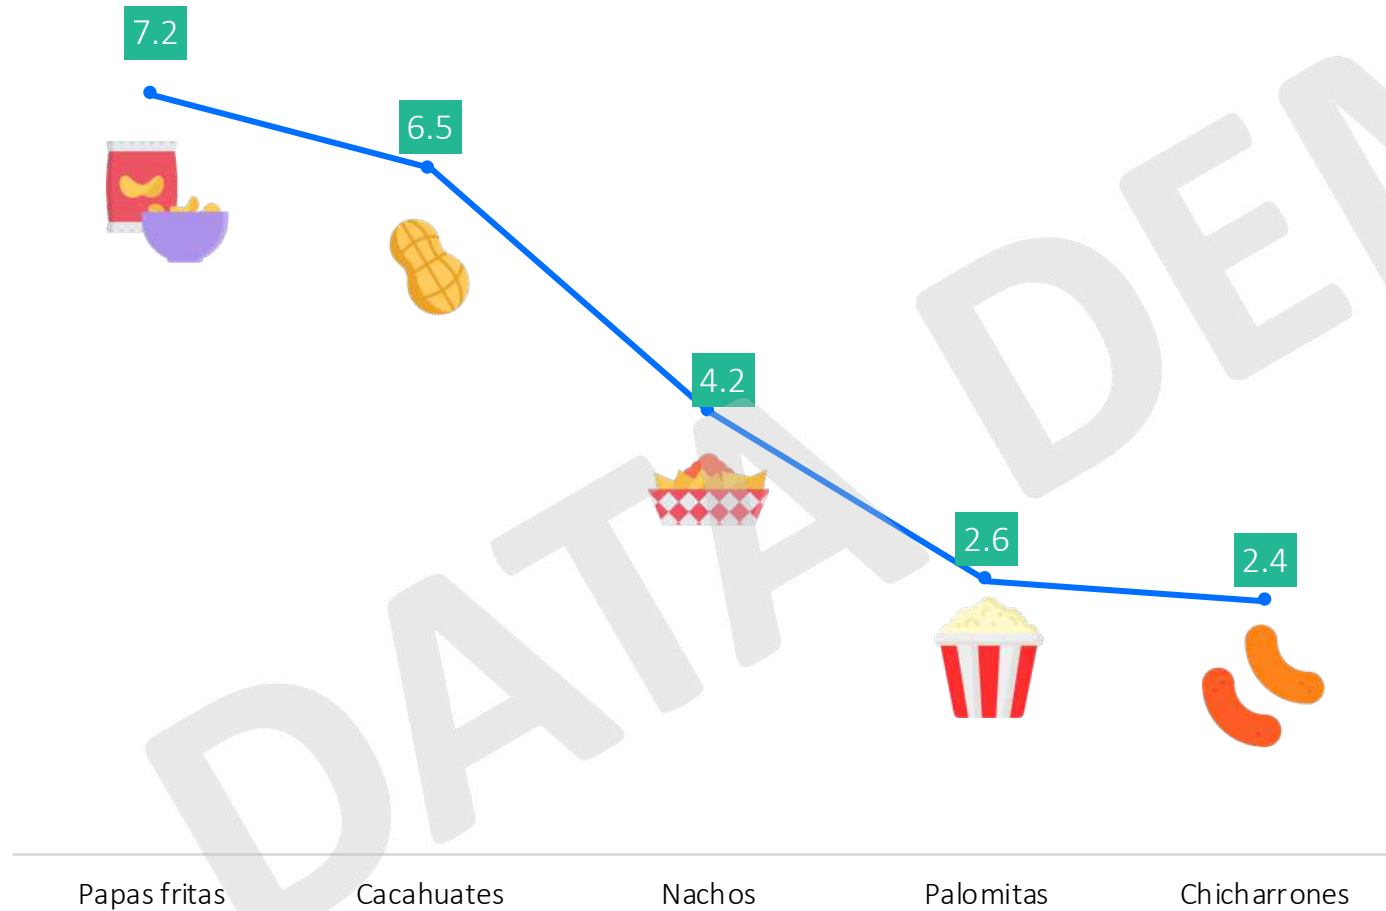 7.2
6.5
4.2
2.6
2.4
DATA DEM
Papas fritas
Cacahuates
Nachos
Palomitas
Chicharrones